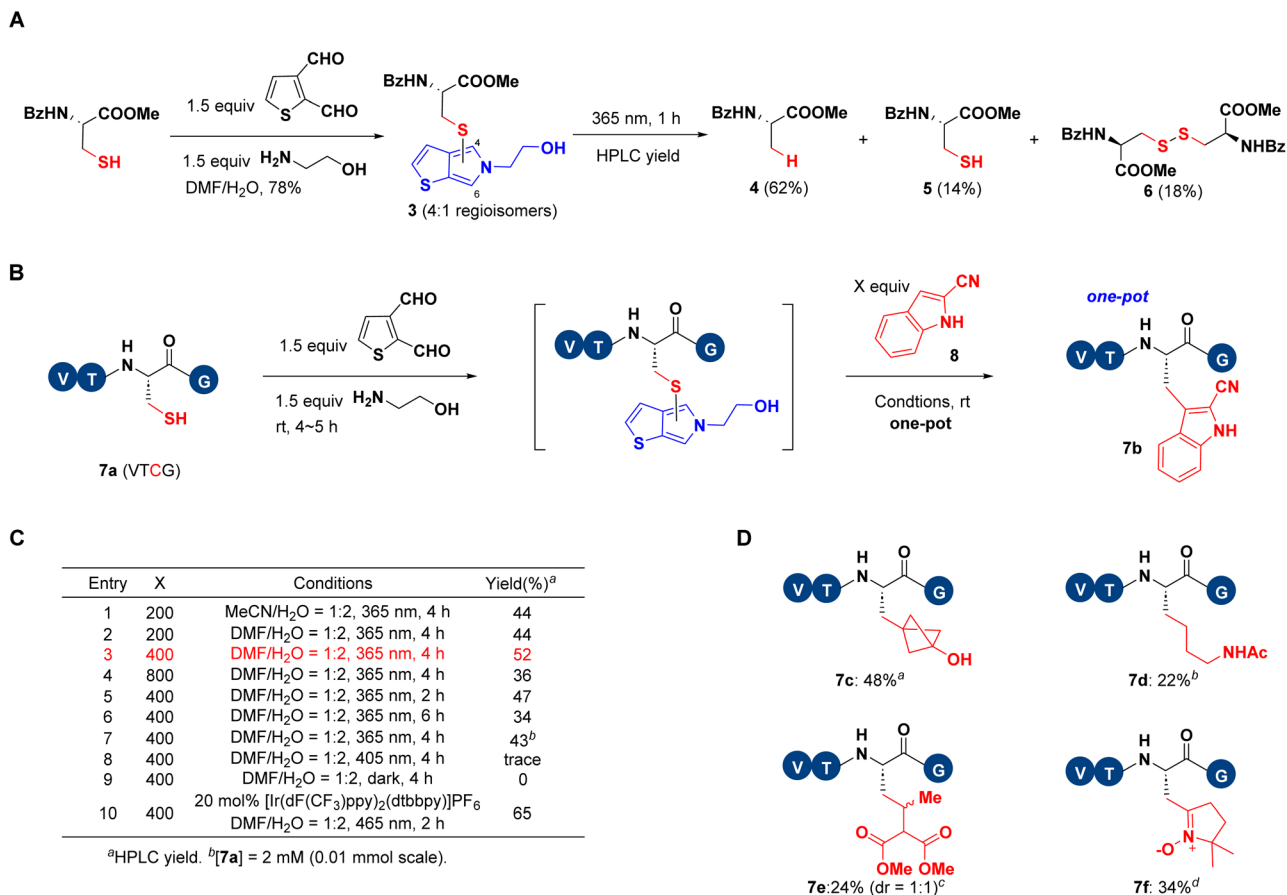 A
BzHN
COOMe
SH
1.5 equiv
S
CHO
CHO
1.5 equiv
H2N
OH
DMF/H2O, 78%
BzHN
COOMe
S
4
S
N
OH
6
3 (4:1 regioisomers)
365 nm, 1 h
HPLC yield
BzHN
COOMe
H
4 (62%)
+
BzHN
COOMe
SH
5 (14%)
+
COOMe
BzHN
S
S
NHBz
COOMe
6 (18%)
B
V T
H
N
O
G
SH
7a (VTCG)
1.5 equiv
CHO
S
CHO
1.5 equiv
H2N
OH
rt, 4~5 h
V T
H
N
O
G
S
S
N
OH
X equiv
CN
NH
8
Condtions, rt
one-pot
one-pot
V T
H
N
O
G
CN
NH
7b
C
Entry X Conditions Yield(%)a
1 200 MeCN/H2O = 1:2, 365 nm, 4 h 44
2 200 DMF/H2O = 1:2, 365 nm, 4 h 44
3 400 DMF/H2O = 1:2, 365 nm, 4 h 52
4 800 DMF/H2O = 1:2, 365 nm, 4 h 36
5 400 DMF/H2O = 1:2, 365 nm, 2 h 47
6 400 DMF/H2O = 1:2, 365 nm, 6 h 34
7 400 DMF/H2O = 1:2, 365 nm, 4 h 43b
8 400 DMF/H2O = 1:2, 405 nm, 4 h trace
9 400 DMF/H2O = 1:2, dark, 4 h 0
10 400 20 mol% [Ir(dF(CF3)ppy)2(dtbbpy)]PF6 65
DMF/H2O = 1:2, 465 nm, 2 h
aHPLC yield. b[7a] = 2 mM (0.01 mmol scale).
D
V T
H
N
O
G
OH
7c: 48%a
V T
H
N
O
G
NHAc
7d: 22%b
V T
H
N
O
G
Me
O
O
OMe OMe
7e:24% (dr = 1:1)c
V T
H
N
O
G
-O
N
+
7f: 34%d